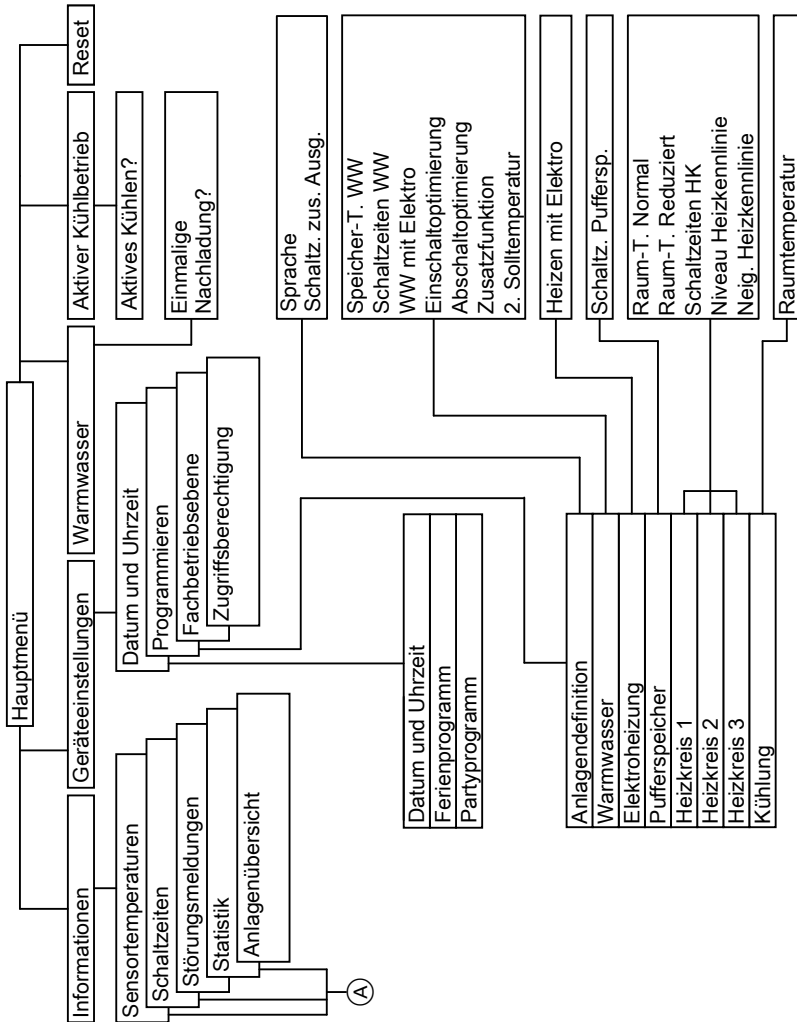 Hauptmenü
Informationen
Geräteeinstellungen
Warmwasser
Aktiver Kühlbetrieb
Reset
Sensortemperaturen
Schaltzeiten
Störungsmeldungen
Statistik
Anlagenübersicht
A
Datum und Uhrzeit
Programmieren
Fachbetriebsebene
Zugriffsberechtigung
Einmalige
Nachladung?
Aktives Kühlen?
Datum und Uhrzeit
Ferienprogramm
Partyprogramm
Anlagendefinition
Warmwasser
Elektroheizung
Pufferspeicher
Heizkreis 1
Heizkreis 2
Heizkreis 3
Kühlung
Sprache
Schaltz. zus. Ausg.
Speicher-T. WW
Schaltzeiten WW
WW mit Elektro
Einschaltoptimierung
Abschaltoptimierung
Zusatzfunktion
2. Solltemperatur
Heizen mit Elektro
Schaltz. Puffersp.
Raum-T. Normal
Raum-T. Reduziert
Schaltzeiten HK
Niveau Heizkennlinie
Neig. Heizkennlinie
Raumtemperatur